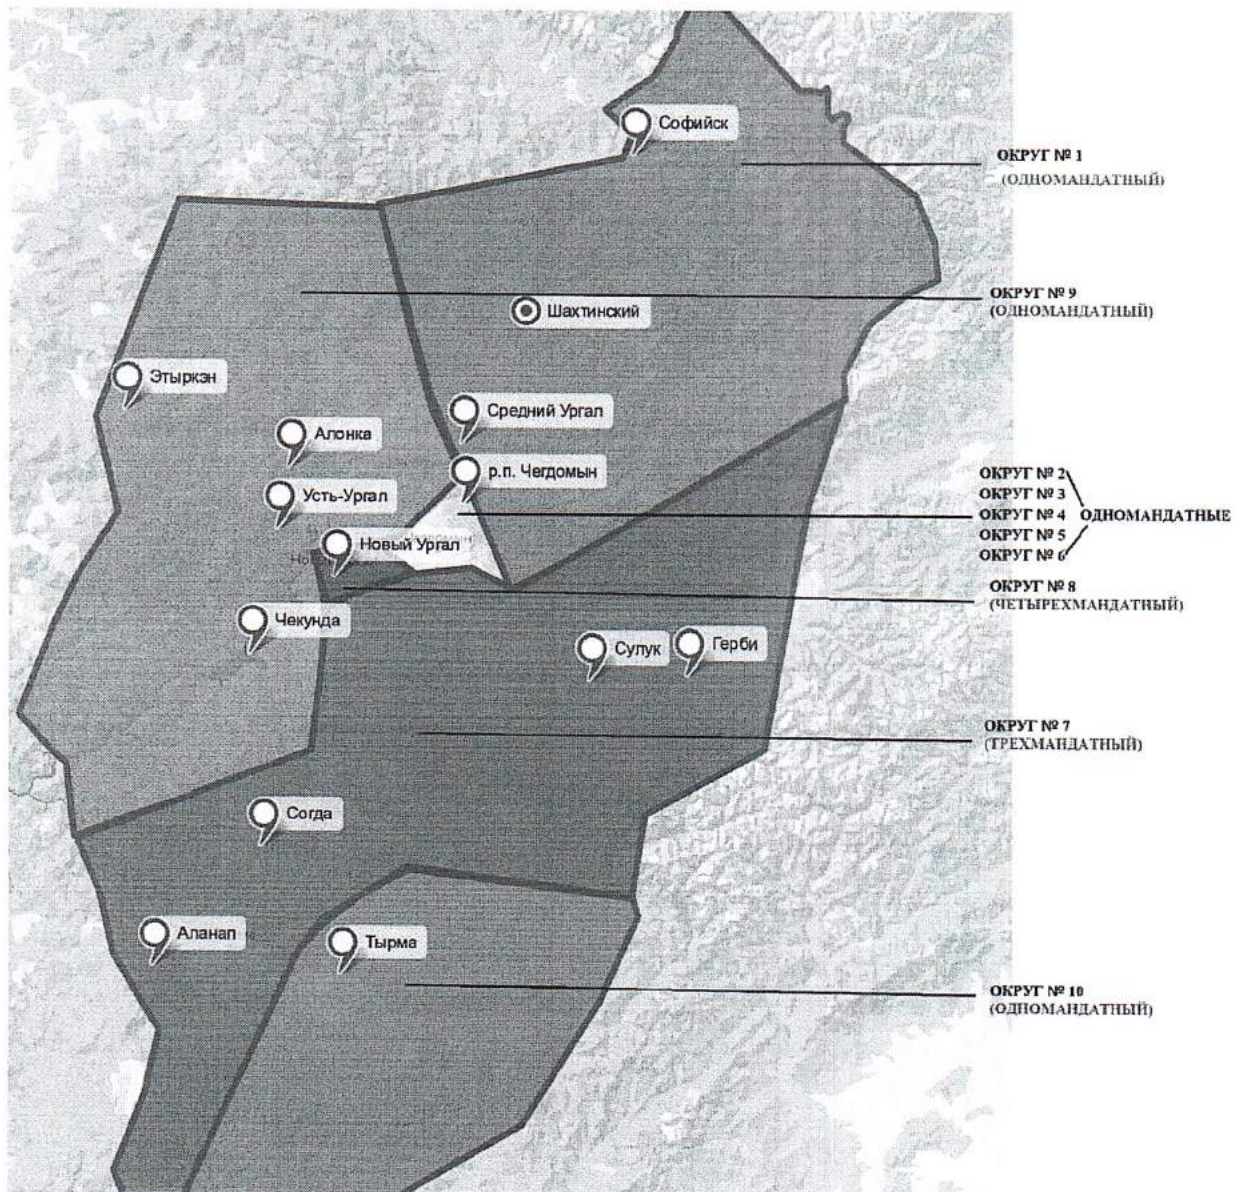 Софийск
ОКРУГ № 1
(ОДНОМАНДАТНЫЙ)
ОКРУГ № 9
(ОДНОМАНДАТНЫЙ)
Шахтинский
Этыркэн
Средний Ургал
Алонка
р.п. Чегдомын
ОКРУГ № 2
ОКРУГ № 3
ОКРУГ № 4
ОКРУГ № 5
ОКРУГ № 6
ОДНОМАНДАТНЫЕ
Усть-Ургал
Новый Ургал
ОКРУГ № 8
(ЧЕТЫРЕХМАНДАТНЫЙ)
Чекунда
Сулук
Герби
ОКРУГ № 7
(ТРЕХМАНДАТНЫЙ)
Согда
Аланап
Тырма
ОКРУГ № 10
(ОДНОМАНДАТНЫЙ)